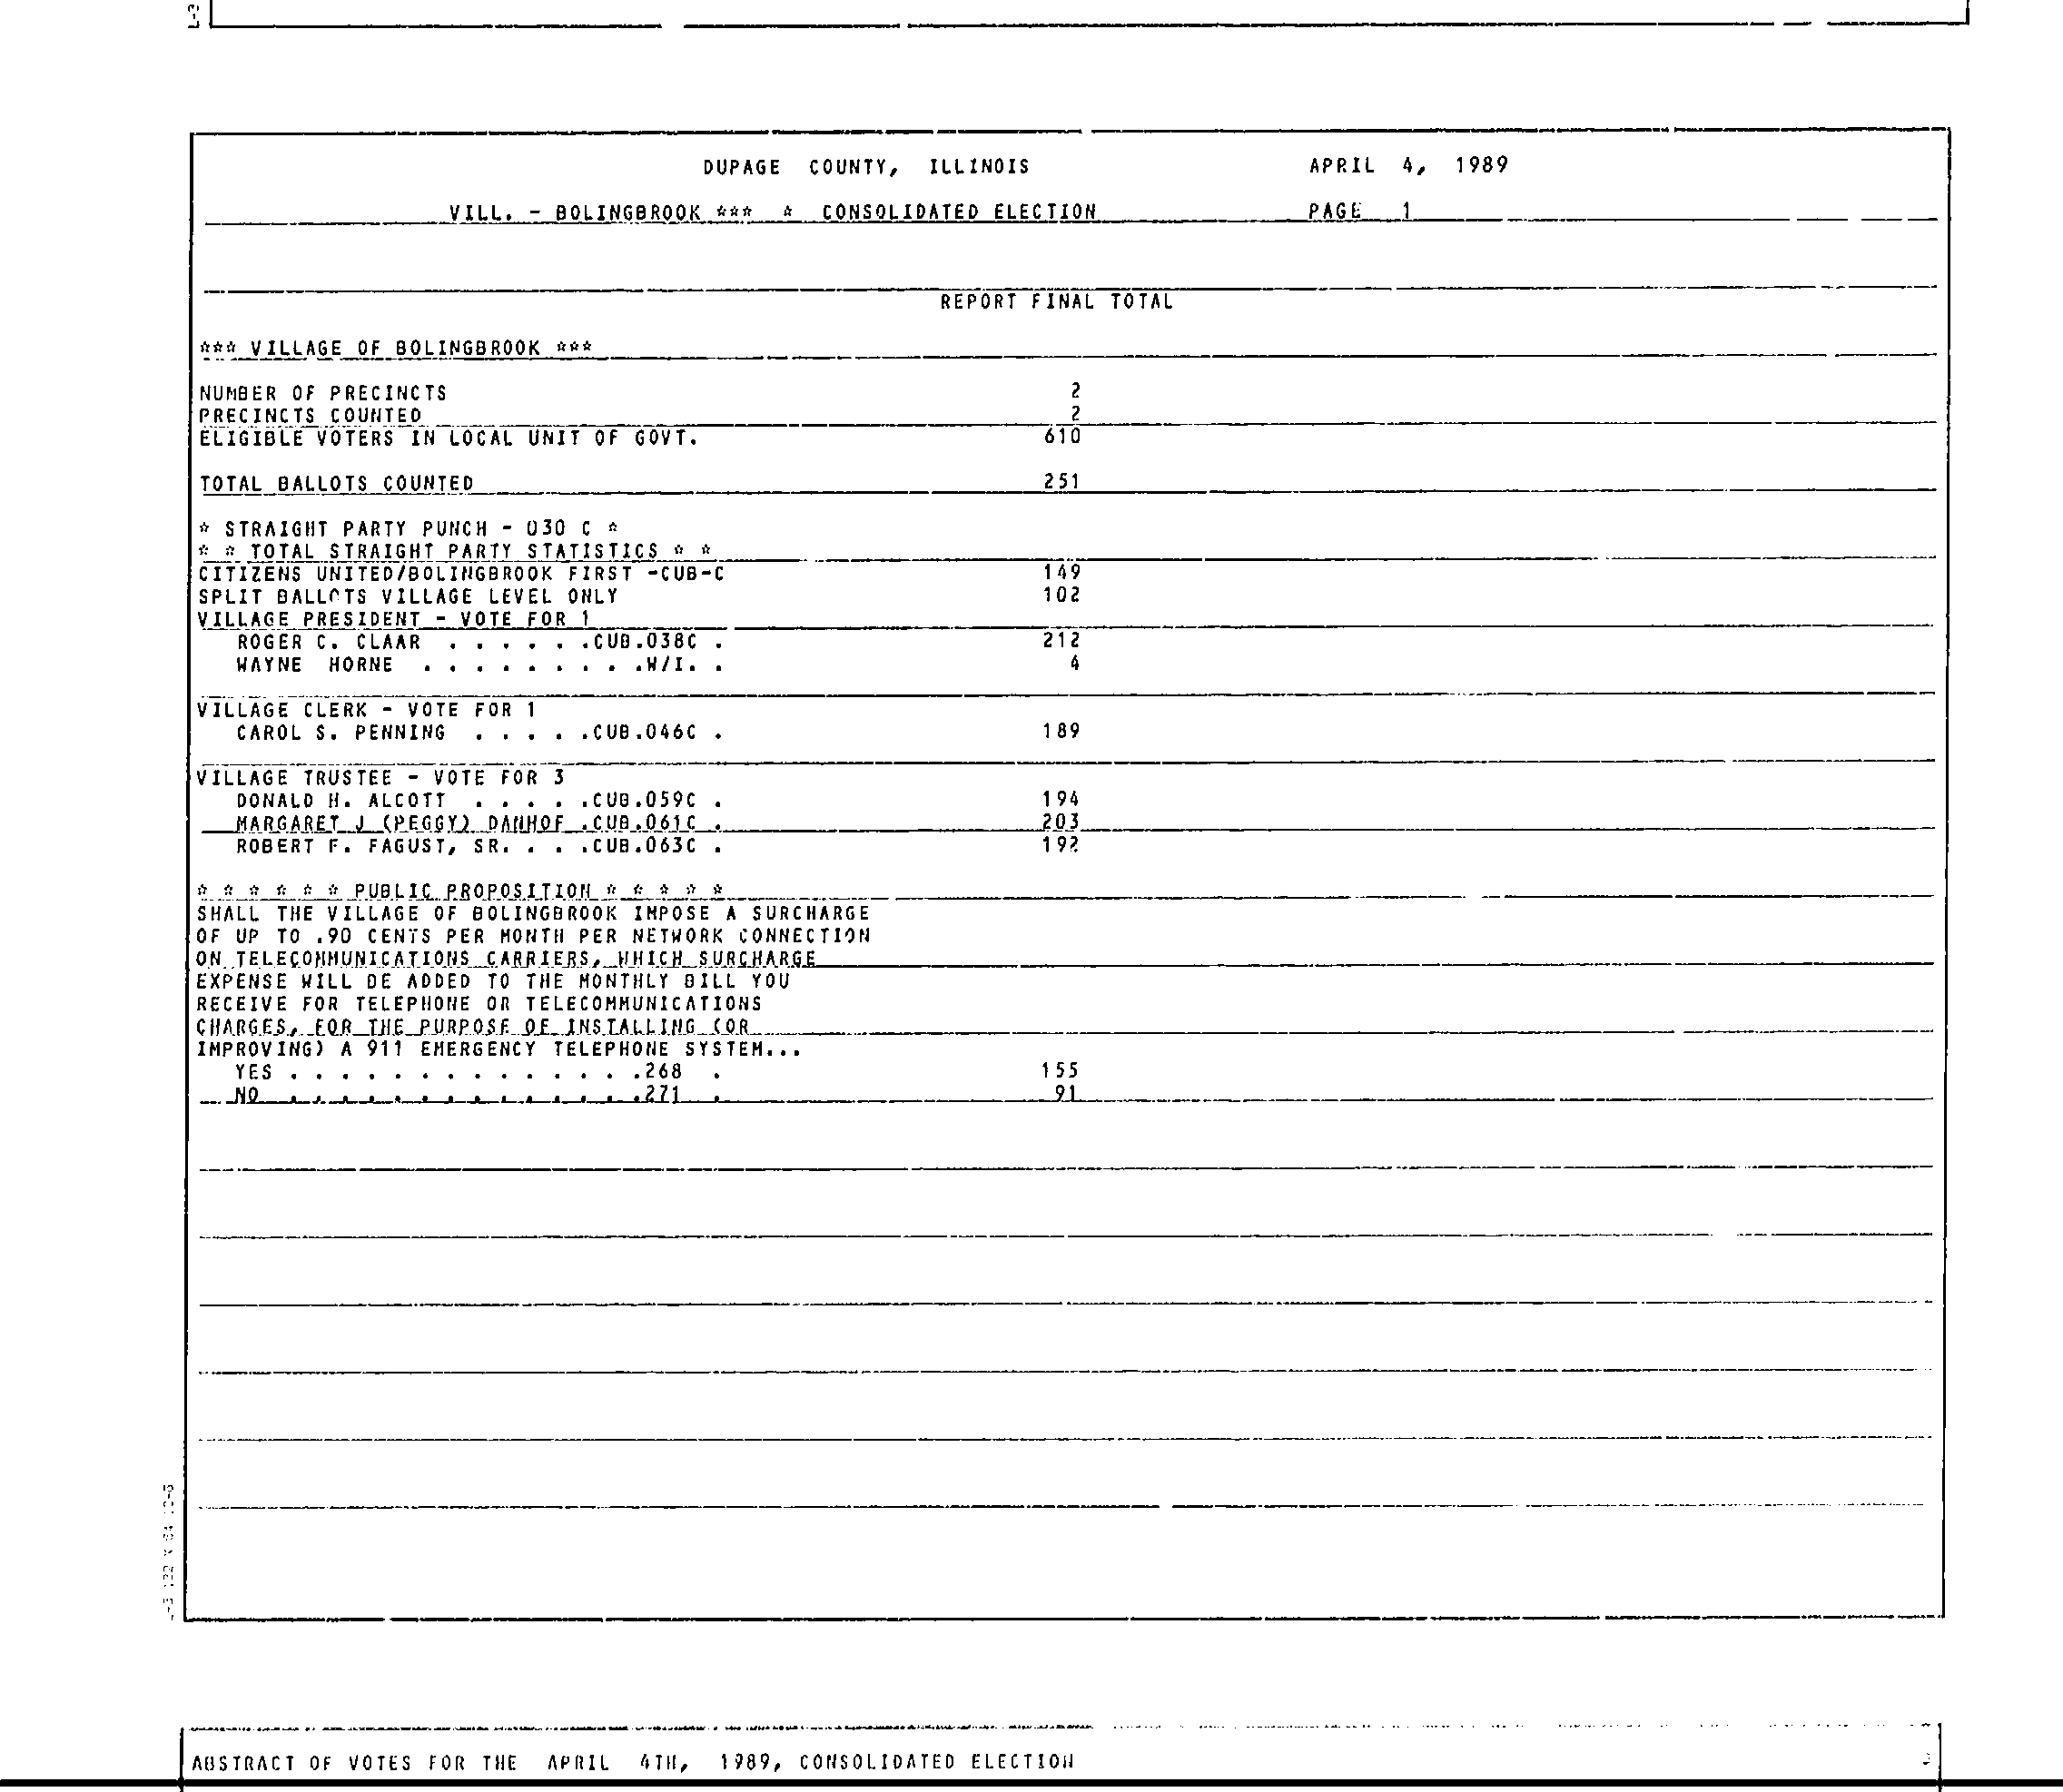 DUPAGE COUNTY, ILLINOIS APRIL 4, 1989
VILL. - BOLINGBROOK *** * CONSOLIDATED ELECTION PAGE 1
REPORT FINAL TOTAL
*** VILLAGE OF BOLINGBROOK ***
NUMBER OF PRECINCTS 2
PRECINCTS COUNTED 2
ELIGIBLE VOTERS IN LOCAL UNIT OF GOVT. 610
TOTAL BALLOTS COUNTED 251
* STRAIGHT PARTY PUNCH - 030 C *
* * TOTAL STRAIGHT PARTY STATISTICS * *
CITIZENS UNITED/BOLINGBROOK FIRST -CUB-C 149
SPLIT BALLOTS VILLAGE LEVEL ONLY 102
VILLAGE PRESIDENT - VOTE FOR 1
ROGER C. CLAAR . . . . . .CUB.038C . 212
WAYNE HORNE . . . . . . . . .W/I. . 4
VILLAGE CLERK - VOTE FOR 1
CAROL S. PENNING . . . . .CUB.046C . 189
VILLAGE TRUSTEE - VOTE FOR 3
DONALD H. ALCOTT . . . . .CUB.059C . 194
MARGARET J (PEGGY) DANHOF .CUB.061C . 203
ROBERT F. FAGUST, SR. . . .CUB.063C . 192
* * * * * * PUBLIC PROPOSITION * * * * *
SHALL THE VILLAGE OF BOLINGBROOK IMPOSE A SURCHARGE
OF UP TO .90 CENTS PER MONTH PER NETWORK CONNECTION
ON TELECOMMUNICATIONS CARRIERS, WHICH SURCHARGE
EXPENSE WILL BE ADDED TO THE MONTHLY BILL YOU
RECEIVE FOR TELEPHONE OR TELECOMMUNICATIONS
CHARGES, FOR THE PURPOSE OF INSTALLING (OR
IMPROVING) A 911 EMERGENCY TELEPHONE SYSTEM...
YES . . . . . . . . . . . . . .268 . 155
NO . . . . . . . . . . . . . .271 . 91
ABSTRACT OF VOTES FOR THE APRIL 4TH, 1989, CONSOLIDATED ELECTION